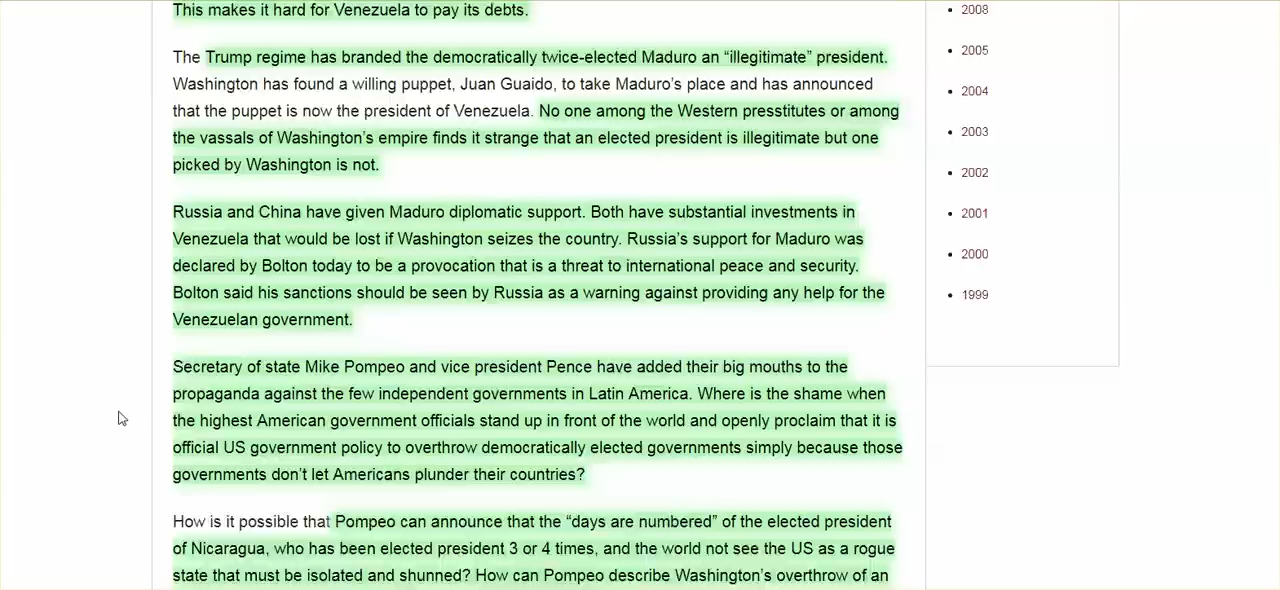 This makes it hard for Venezuela to pay its debts.
The Trump regime has branded the democratically twice-elected Maduro an “illegitimate” president.
Washington has found a willing puppet, Juan Guaido, to take Maduro’s place and has announced
that the puppet is now the president of Venezuela. No one among the Western presstitutes or among
the vassals of Washington’s empire finds it strange that an elected president is illegitimate but one
picked by Washington is not.
Russia and China have given Maduro diplomatic support. Both have substantial investments in
Venezuela that would be lost if Washington seizes the country. Russia’s support for Maduro was
declared by Bolton today to be a provocation that is a threat to international peace and security.
Bolton said his sanctions should be seen by Russia as a warning against providing any help for the
Venezuelan government.
Secretary of state Mike Pompeo and vice president Pence have added their big mouths to the
propaganda against the few independent governments in Latin America. Where is the shame when
the highest American government officials stand up in front of the world and openly proclaim that it is
official US government policy to overthrow democratically elected governments simply because those
governments don’t let Americans plunder their countries?
How is it possible that Pompeo can announce that the “days are numbered” of the elected president
of Nicaragua, who has been elected president 3 or 4 times, and the world not see the US as a rogue
state that must be isolated and shunned? How can Pompeo describe Washington’s overthrow of an
2008
2005
2004
2003
2002
2001
2000
1999